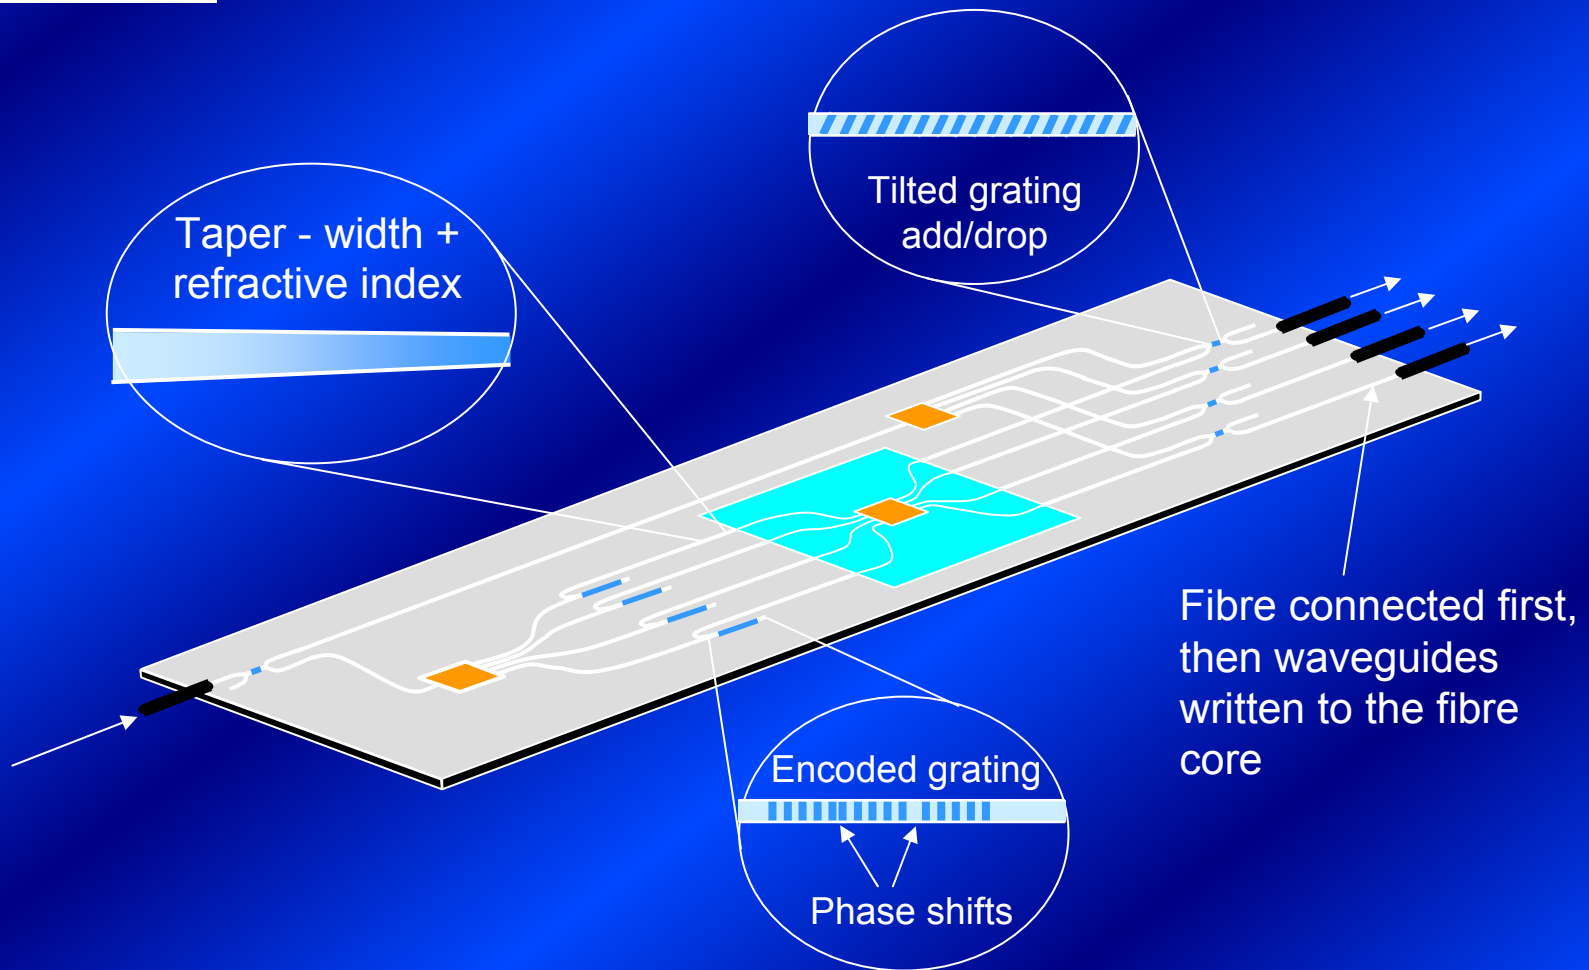 Tilted grating
add/drop
Taper - width +
refractive index
Fibre connected first,
then waveguides
written to the fibre
core
Encoded grating
Phase shifts